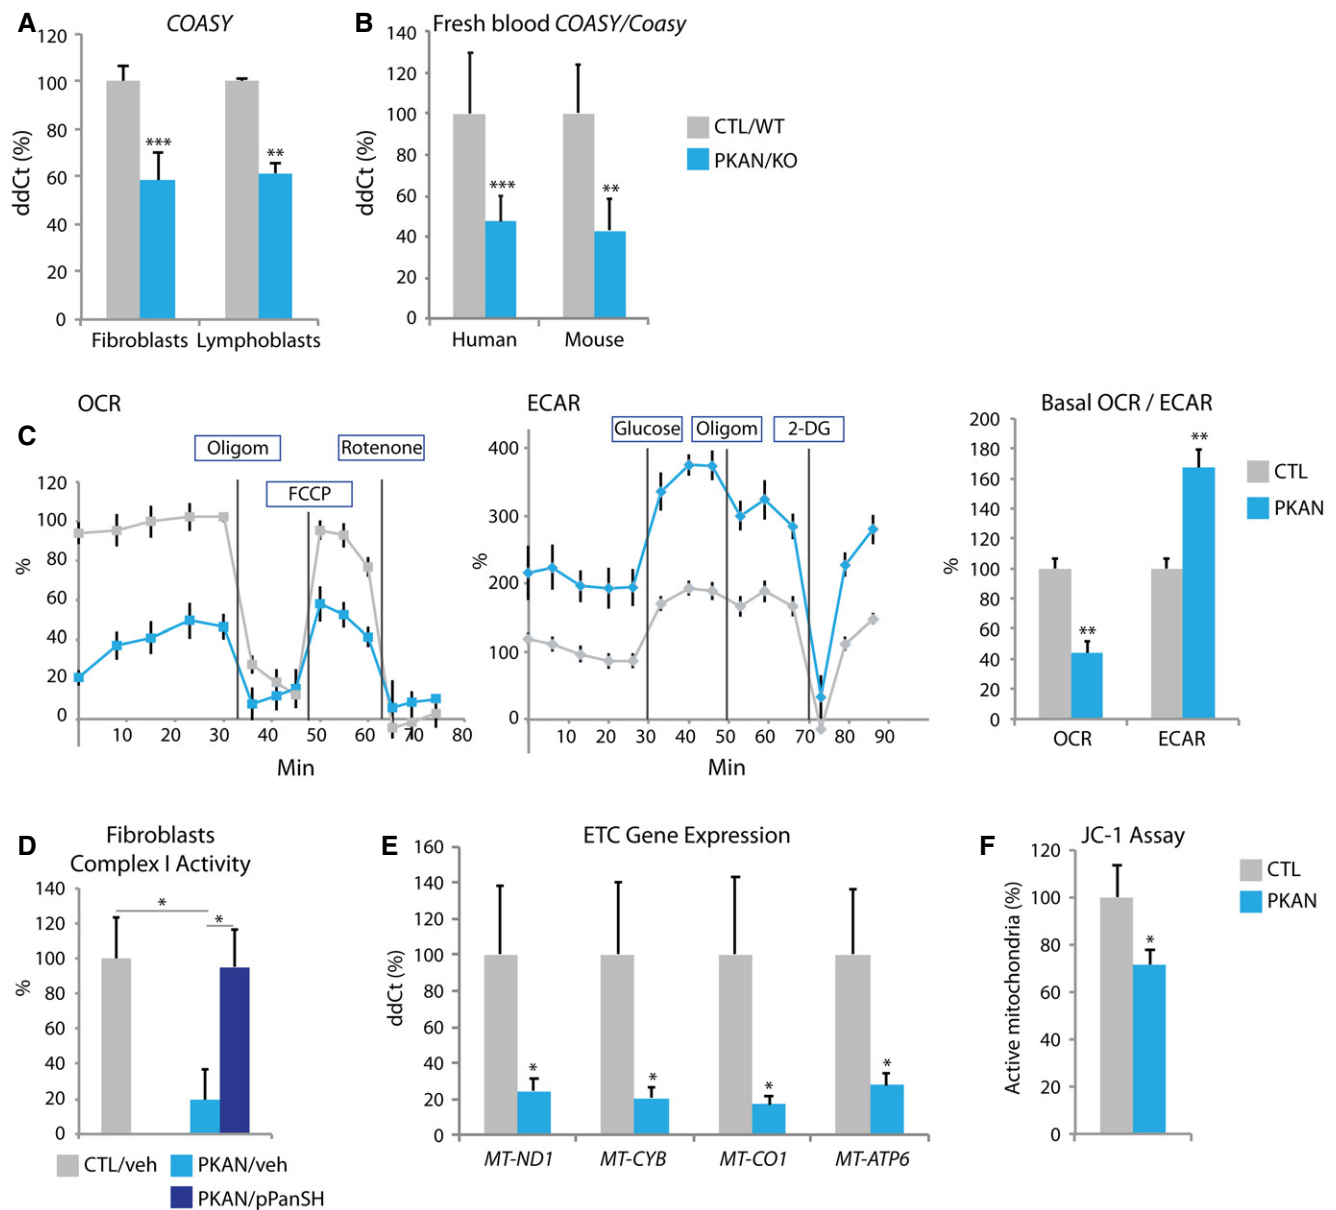 A
COASY
ddCt (%)
120
100
80
60
40
20
0
***
**
Fibroblasts Lymphoblasts
B
Fresh blood COASY/Coasy
ddCt (%)
140
120
100
80
60
40
20
0
***
**
Human Mouse
CTL/WT
PKAN/KO
C
OCR
Oligom
FCCP
Rotenone
%
120
100
80
60
40
20
0
10 20 30 40 50 60 70 80
Min
ECAR
Glucose
Oligom
2-DG
%
400
300
200
100
0
10 20 30 40 50 60 70 80 90
Min
Basal OCR / ECAR
%
200
180
160
140
120
100
80
60
40
20
0
**
**
OCR ECAR
CTL
PKAN
D
Fibroblasts
Complex I Activity
%
140
120
100
80
60
40
20
0
*
*
CTL/veh PKAN/veh
PKAN/pPanSH
E
ETC Gene Expression
ddCt (%)
160
140
120
100
80
60
40
20
0
*
*
*
*
MT-ND1 MT-CYB MT-CO1 MT-ATP6
F
JC-1 Assay
Active mitochondria (%)
120
100
80
60
40
20
0
*
CTL
PKAN